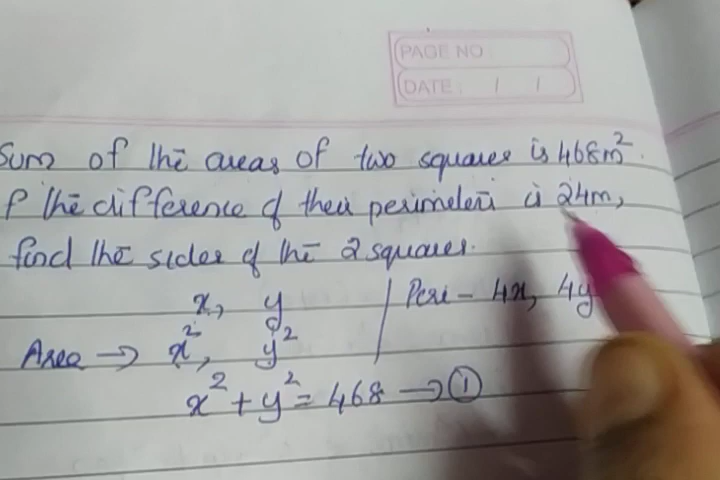 PAGE NO
DATE : / /
Sum of the areas of two squares is 468m².
f the difference of their perimeters is 24m,
find the sides of the 2 squares.
x, y | Peri - 4x, 4y
Area → x², y²
x² + y² = 468 → ①